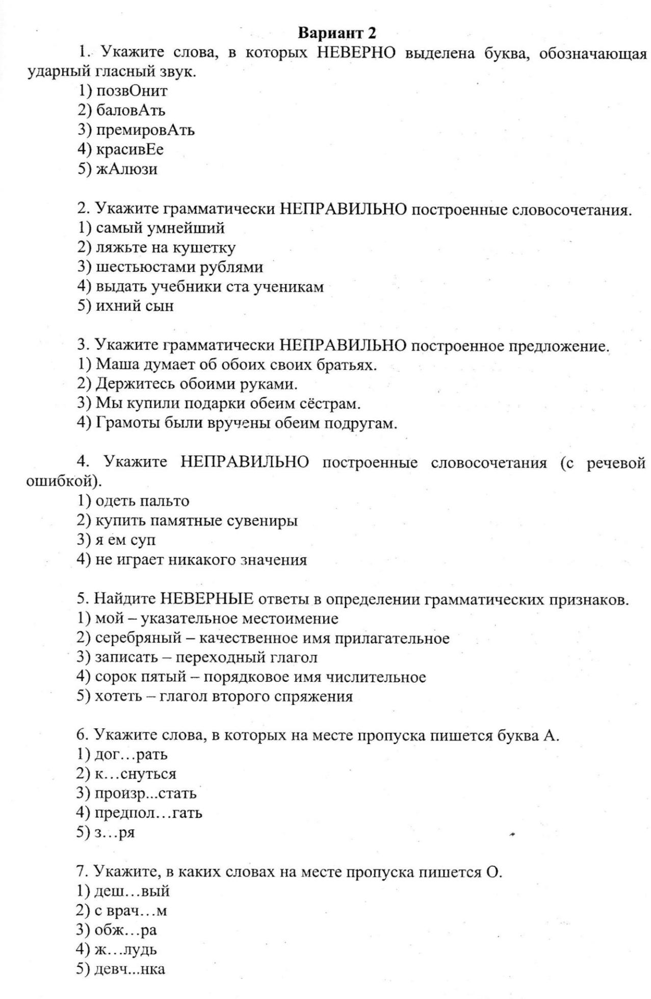 Вариант 2
1. Укажите слова, в которых НЕВЕРНО выделена буква, обозначающая
ударный гласный звук.
1) позвОнит
2) баловАть
3) премировАть
4) красивЕе
5) жАлюзи
2. Укажите грамматически НЕПРАВИЛЬНО построенные словосочетания.
1) самый умнейший
2) ляжьте на кушетку
3) шестьюстами рублями
4) выдать учебники ста ученикам
5) ихний сын
3. Укажите грамматически НЕПРАВИЛЬНО построенное предложение.
1) Маша думает об обоих своих братьях.
2) Держитесь обоими руками.
3) Мы купили подарки обеим сёстрам.
4) Грамоты были вручены обеим подругам.
4. Укажите НЕПРАВИЛЬНО построенные словосочетания (с речевой
ошибкой).
1) одеть пальто
2) купить памятные сувениры
3) я ем суп
4) не играет никакого значения
5. Найдите НЕВЕРНЫЕ ответы в определении грамматических признаков.
1) мой – указательное местоимение
2) серебряный – качественное имя прилагательное
3) записать – переходный глагол
4) сорок пятый – порядковое имя числительное
5) хотеть – глагол второго спряжения
6. Укажите слова, в которых на месте пропуска пишется буква А.
1) дог…рать
2) к…снуться
3) произр...стать
4) предпол…гать
5) з…ря
7. Укажите, в каких словах на месте пропуска пишется О.
1) деш…вый
2) с врач…м
3) обж…ра
4) ж…лудь
5) девч...нка